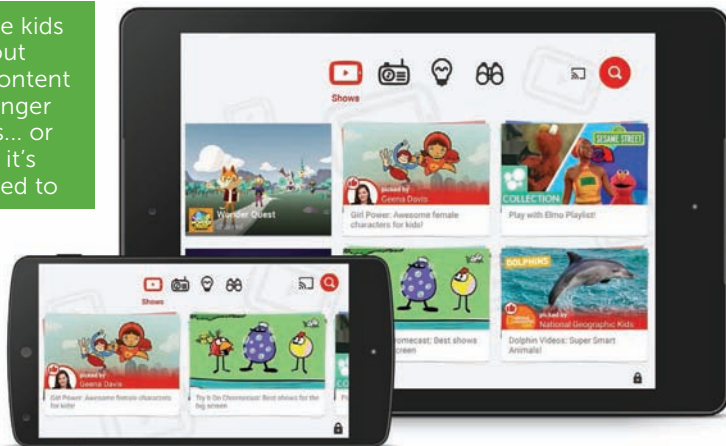 e kids
out
ontent
nger
s... or
it's
ed to
Shows
Wonder Quest
picked by
Geena Davis
Girl Power: Awesome female
characters for kids!
SESAME STREET
COLLECTION
Play with Elmo Playlist!
omecast: Best shows
creen
DOLPHINS
picked by
National Geographic Kids
Dolphin Videos: Super Smart
Animals!
Shows
picked by
Geena Davis
Girl Power: Awesome female characters
for kids!
Try It On Chromecast: Best shows for the
big screen